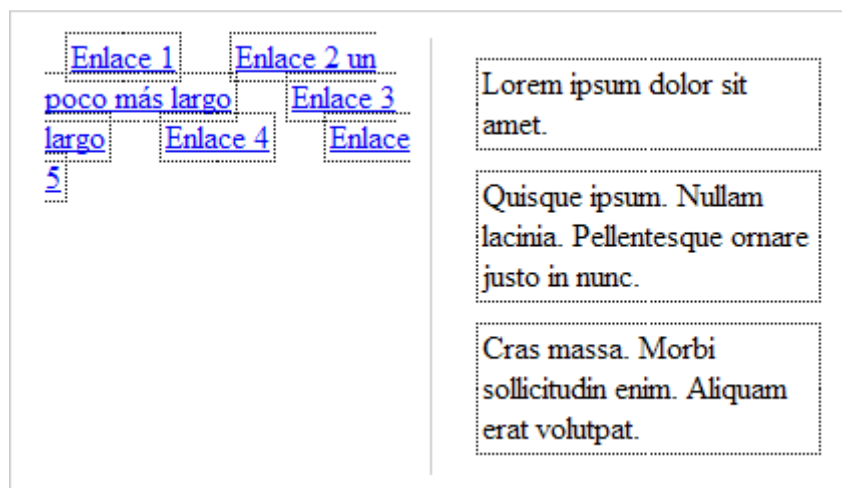 Enlace 1 Enlace 2 un
poco más largo Enlace 3
largo Enlace 4 Enlace
5
Lorem ipsum dolor sit
amet.
Quisque ipsum. Nullam
lacinia. Pellentesque ornare
justo in nunc.
Cras massa. Morbi
sollicitudin enim. Aliquam
erat volutpat.